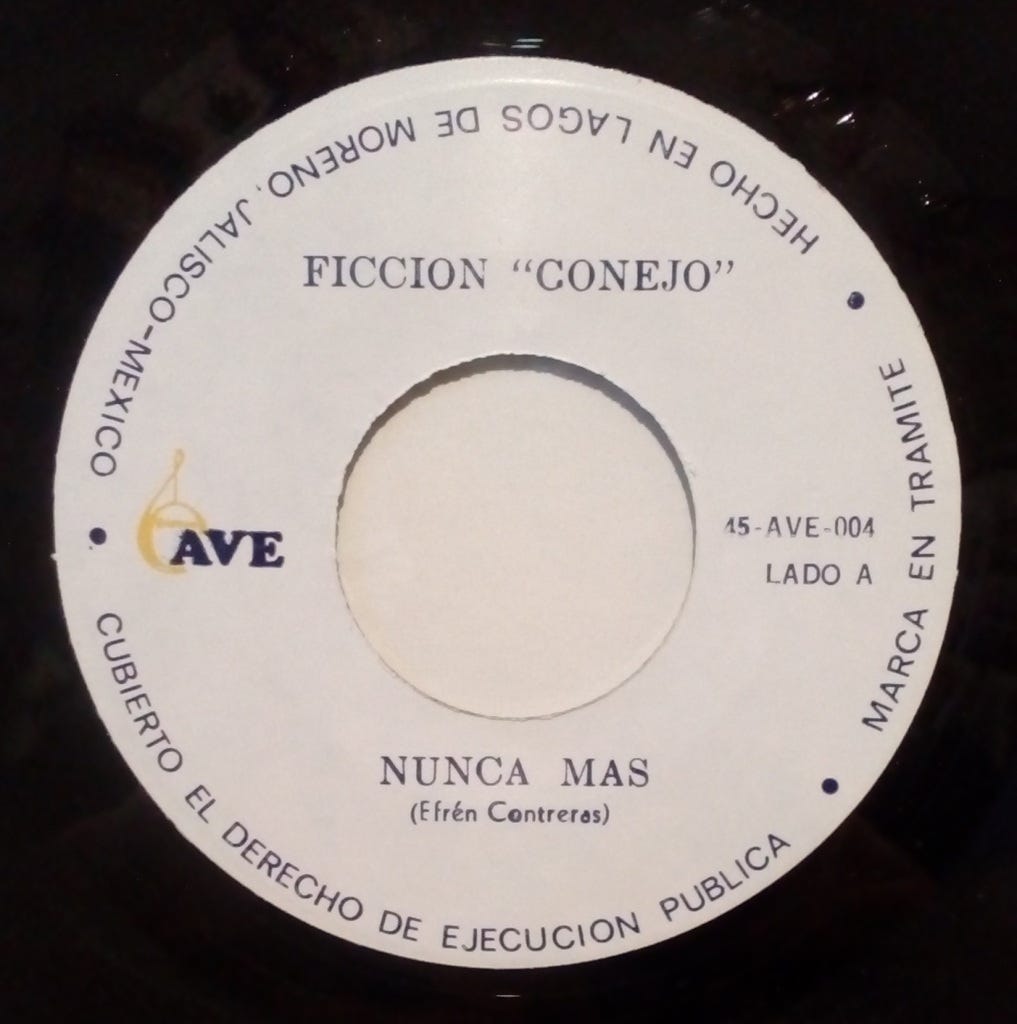 FICCION “CONEJO”
AVE
45-AVE-004
LADO A
NUNCA MAS
(Efrén Contreras)
CUBIERTO EL DERECHO DE EJECUCION PUBLICA
MARCA EN TRAMITE
HECHO EN LAGOS DE MORENO, JALISCO-MEXICO